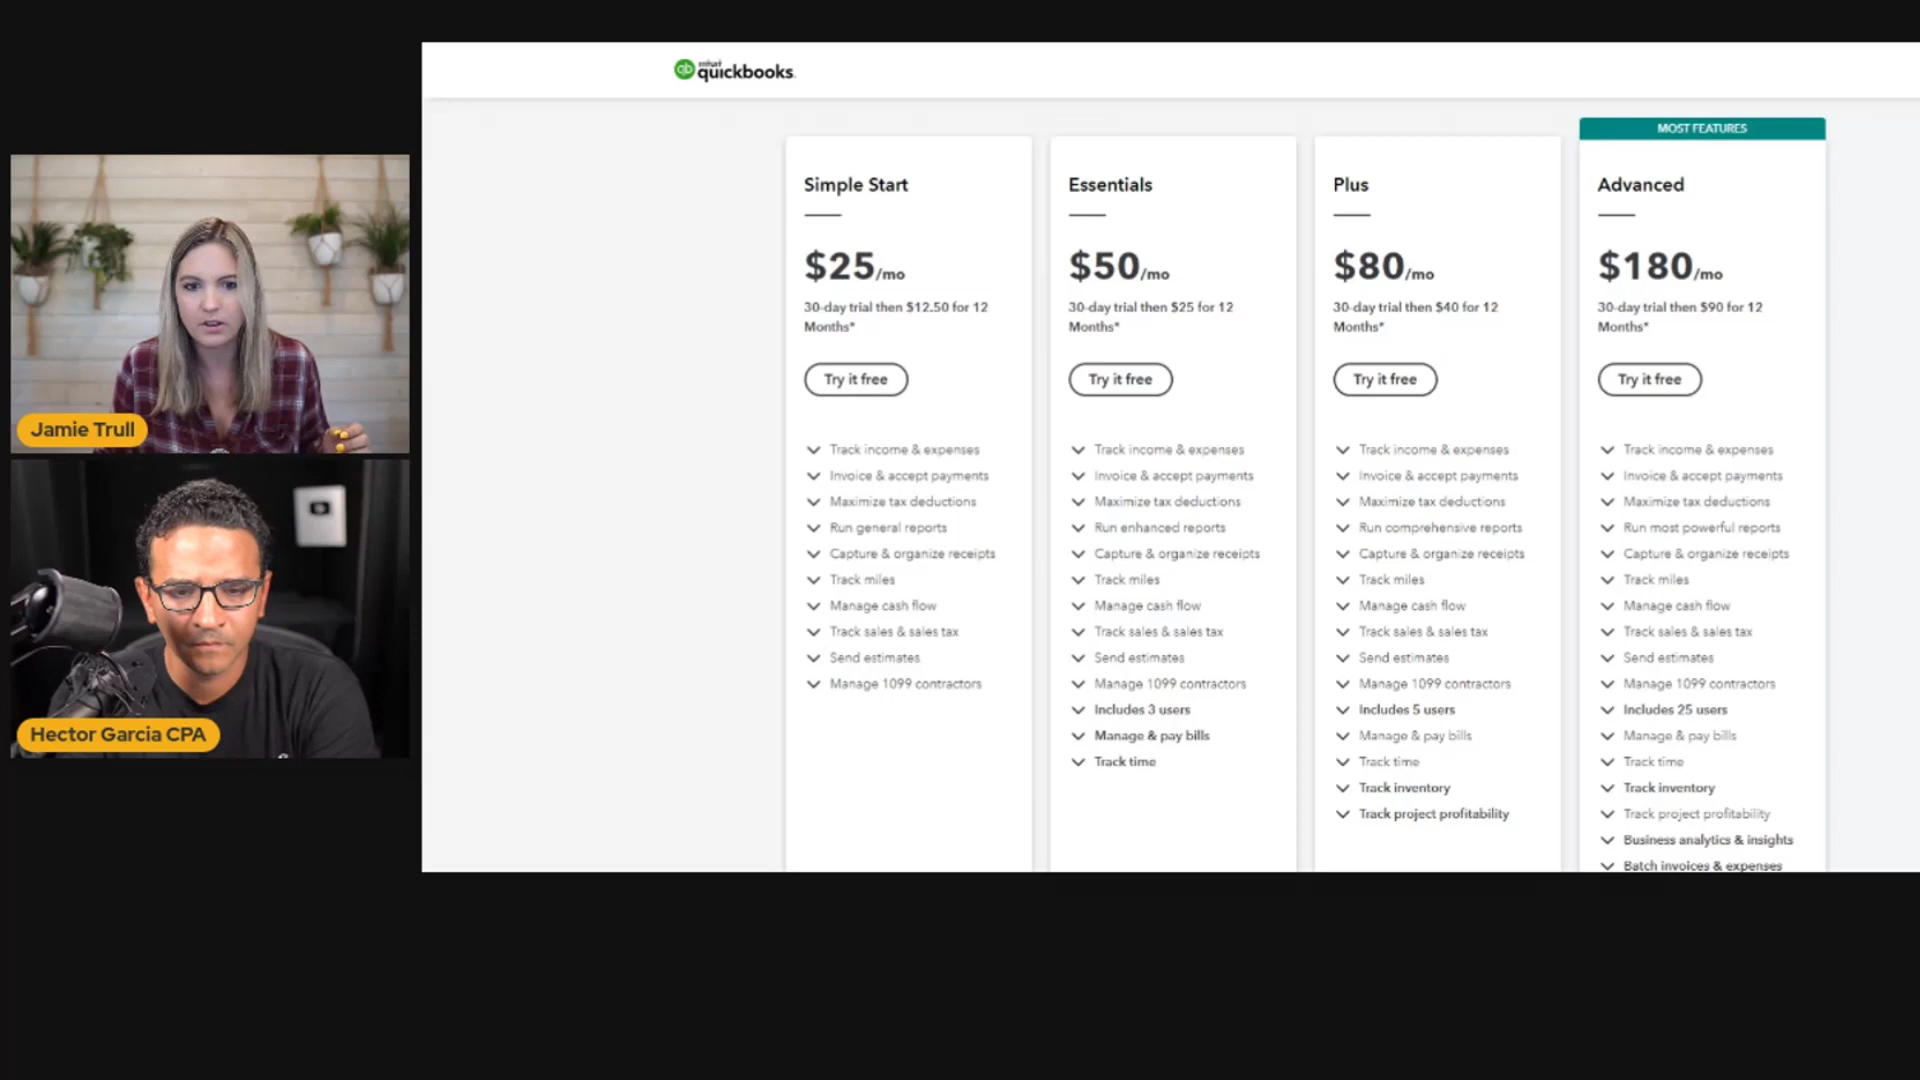 intuit
quickbooks.
MOST FEATURES
Simple Start
$25/mo
30-day trial then $12.50 for 12
Months*
Try it free
Track income & expenses
Invoice & accept payments
Maximize tax deductions
Run general reports
Capture & organize receipts
Track miles
Manage cash flow
Track sales & sales tax
Send estimates
Manage 1099 contractors
Essentials
$50/mo
30-day trial then $25 for 12
Months*
Try it free
Track income & expenses
Invoice & accept payments
Maximize tax deductions
Run enhanced reports
Capture & organize receipts
Track miles
Manage cash flow
Track sales & sales tax
Send estimates
Manage 1099 contractors
Includes 3 users
Manage & pay bills
Track time
Plus
$80/mo
30-day trial then $40 for 12
Months*
Try it free
Track income & expenses
Invoice & accept payments
Maximize tax deductions
Run comprehensive reports
Capture & organize receipts
Track miles
Manage cash flow
Track sales & sales tax
Send estimates
Manage 1099 contractors
Includes 5 users
Manage & pay bills
Track time
Track inventory
Track project profitability
Advanced
$180/mo
30-day trial then $90 for 12
Months*
Try it free
Track income & expenses
Invoice & accept payments
Maximize tax deductions
Run most powerful reports
Capture & organize receipts
Track miles
Manage cash flow
Track sales & sales tax
Send estimates
Manage 1099 contractors
Includes 25 users
Manage & pay bills
Track time
Track inventory
Track project profitability
Business analytics & insights
Batch invoices & expenses
Jamie Trull
Hector Garcia CPA